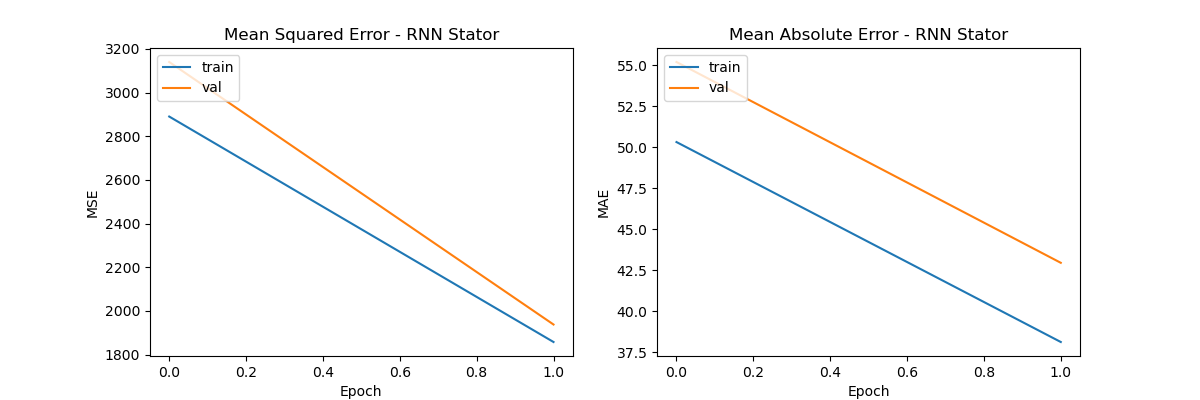 Mean Squared Error - RNN Stator
train
val
3200
3000
2800
2600
2400
2200
2000
1800
MSE
0.0 0.2 0.4 0.6 0.8 1.0
Epoch
Mean Absolute Error - RNN Stator
train
val
55.0
52.5
50.0
47.5
45.0
42.5
40.0
37.5
MAE
0.0 0.2 0.4 0.6 0.8 1.0
Epoch